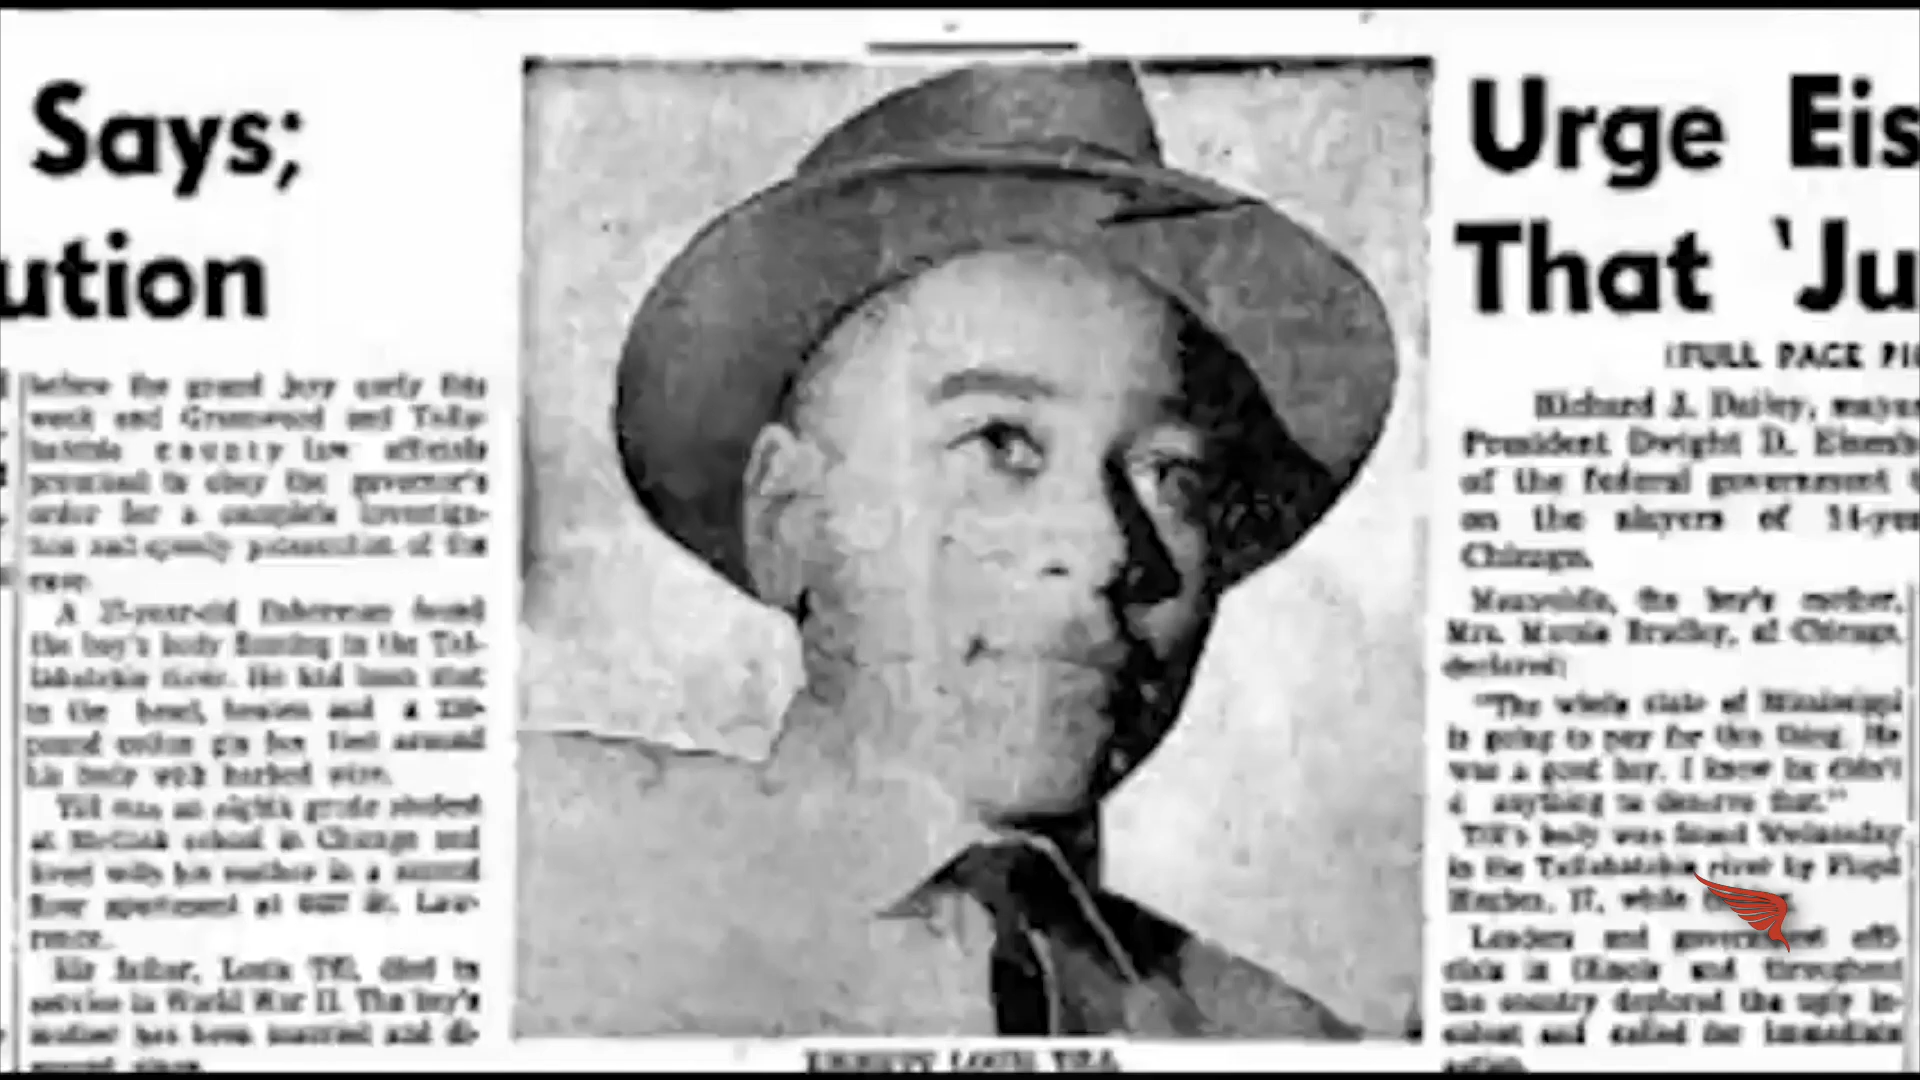 Says;
ution
before the grand jury early this
week and Greenwood and Talla-
hatchie county law officials
promised to obey the governor's
order for a complete investiga-
tion and speedy prosecution of the
case.
A 17-year-old fisherman found
the boy's body floating in the Tal-
lahatchie river. He had been shot
in the head, beaten and a
pound cotton gin fan tied around
his body with barbed wire.
Till was an eighth grade student
at McCosh school in Chicago and
lived with his mother in a second
floor apartment at St. Law-
rence.
His father, Louis Till, died in
service in World War II. The boy's
mother has been married and di-
vorced since.
EMMETT LOUIS TILL
Urge Eis
That 'Ju
(FULL PAGE PI
Richard J. Daley, mayor
President Dwight D. Eisenh
of the federal government
on the slayers of 14-yea
Chicago.
Meanwhile, the boy's mother,
Mrs. Mamie Bradley, of Chicago,
declared:
"The whole state of Mississippi
is going to pay for this thing. He
was a good boy. I know he didn't
d anything to deserve that."
Till's body was found Wednesday
in the Tallahatchie river by Floyd
Hughes, 17, while
Leaders and government offi-
cials in Illinois and throughout
the country deplored the ugly in-
cident and called for immediate
action.